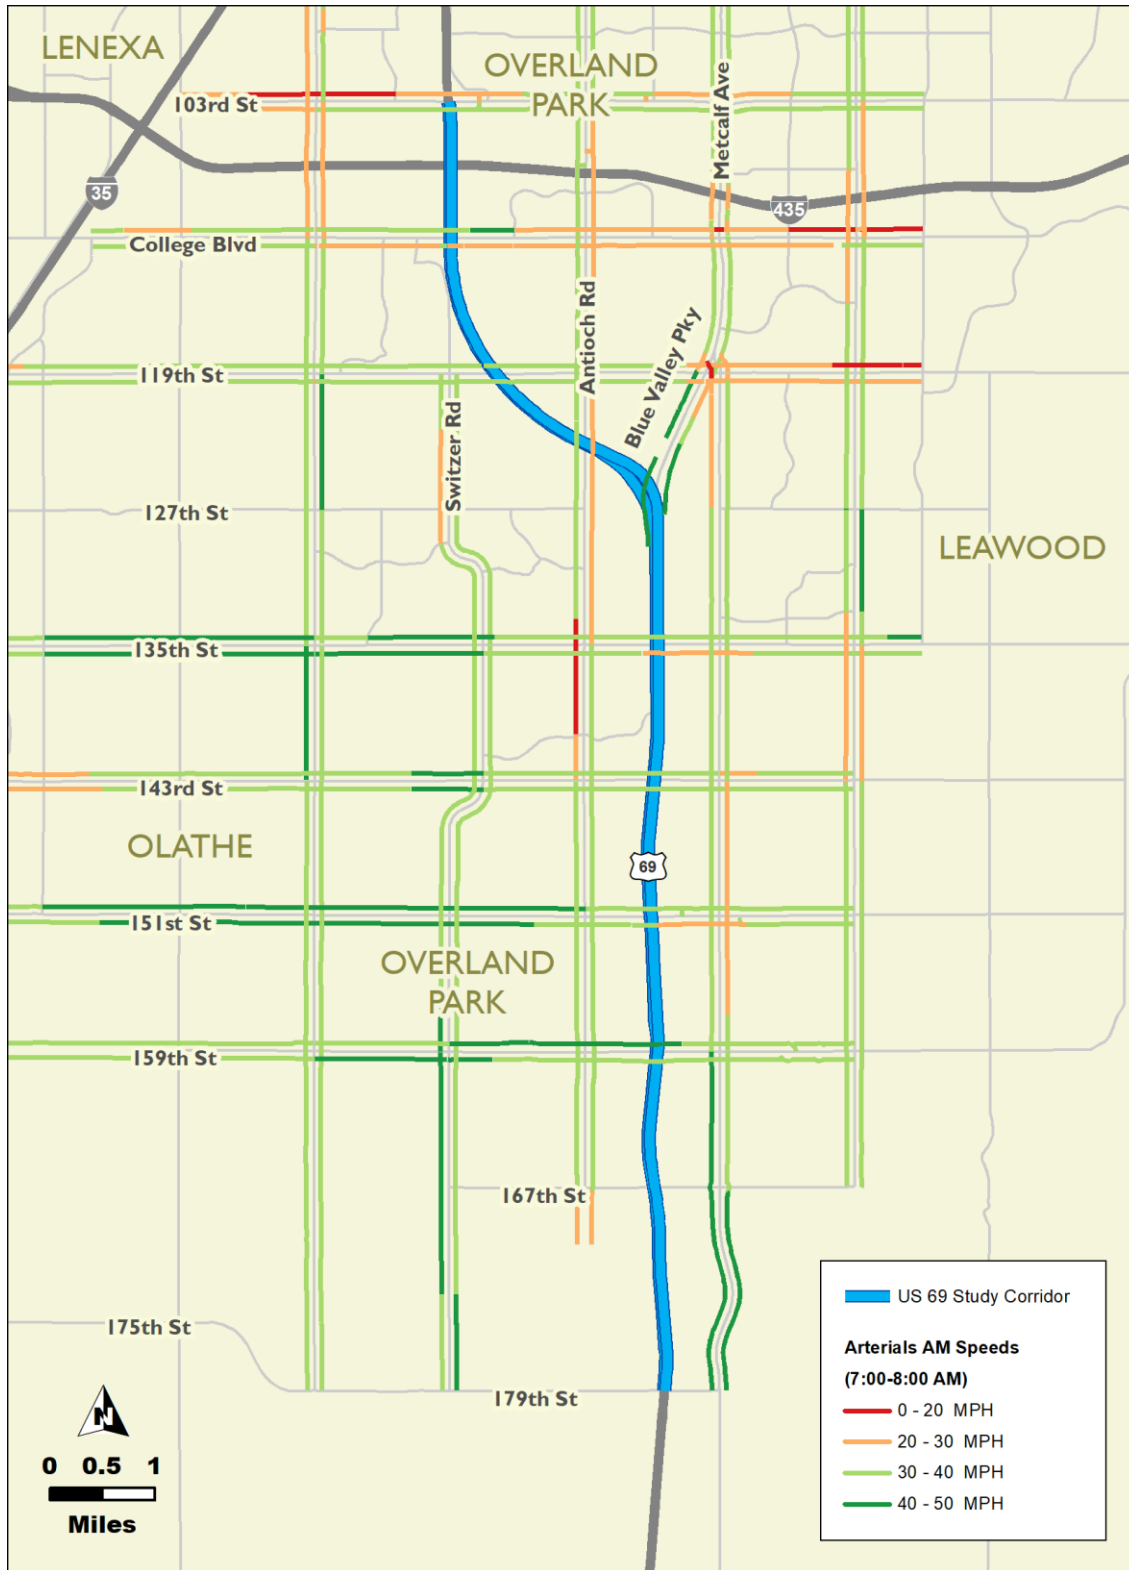 LENEXA
OVERLAND
PARK
103rd St
Metcalf Ave
35
435
College Blvd
Antioch Rd
Blue Valley Pky
119th St
Switzer Rd
127th St
LEAWOOD
135th St
143rd St
OLATHE
69
151st St
OVERLAND
PARK
159th St
167th St
175th St
179th St
N
0 0.5 1
Miles
US 69 Study Corridor
Arterials AM Speeds
(7:00-8:00 AM)
0 - 20 MPH
20 - 30 MPH
30 - 40 MPH
40 - 50 MPH